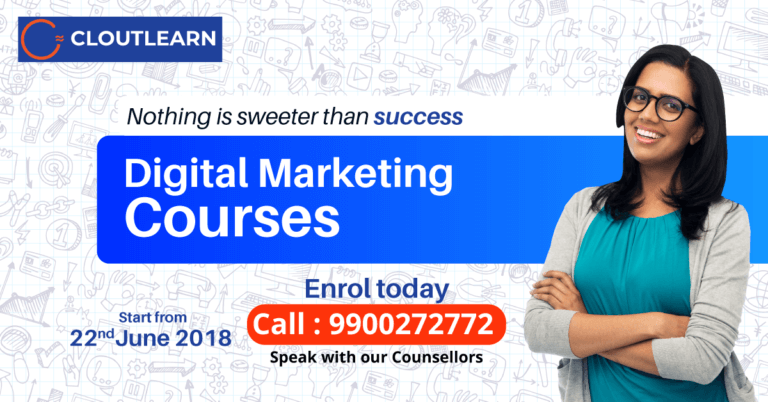 CLOUTLEARN
Nothing is sweeter than success
Digital Marketing
Courses
Enrol today
Start from
22nd June 2018
Call : 9900272772
Speak with our Counsellors